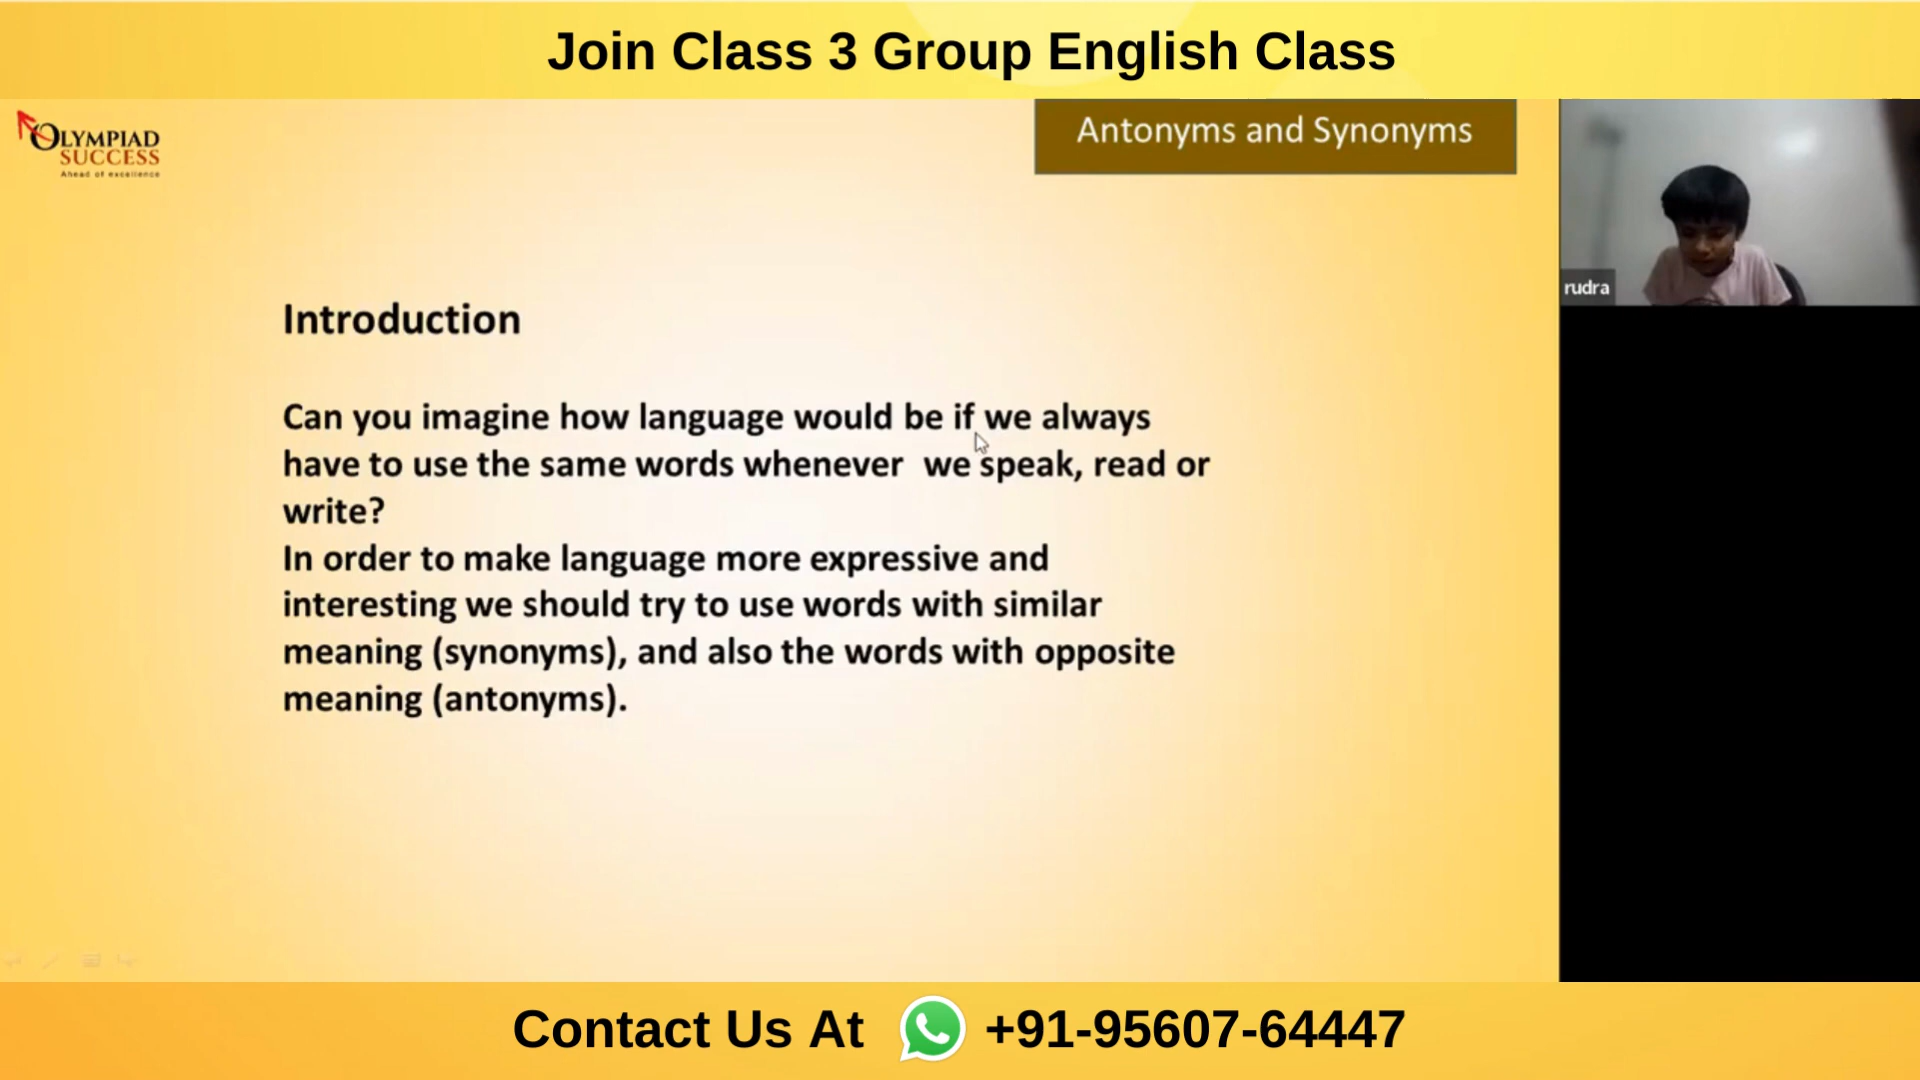 Join Class 3 Group English Class
OLYMPIAD
SUCCESS
Ahead of excellence
Antonyms and Synonyms
rudra
Introduction
Can you imagine how language would be if we always
have to use the same words whenever  we speak, read or
write?
In order to make language more expressive and
interesting we should try to use words with similar
meaning (synonyms), and also the words with opposite
meaning (antonyms).
Contact Us At +91-95607-64447